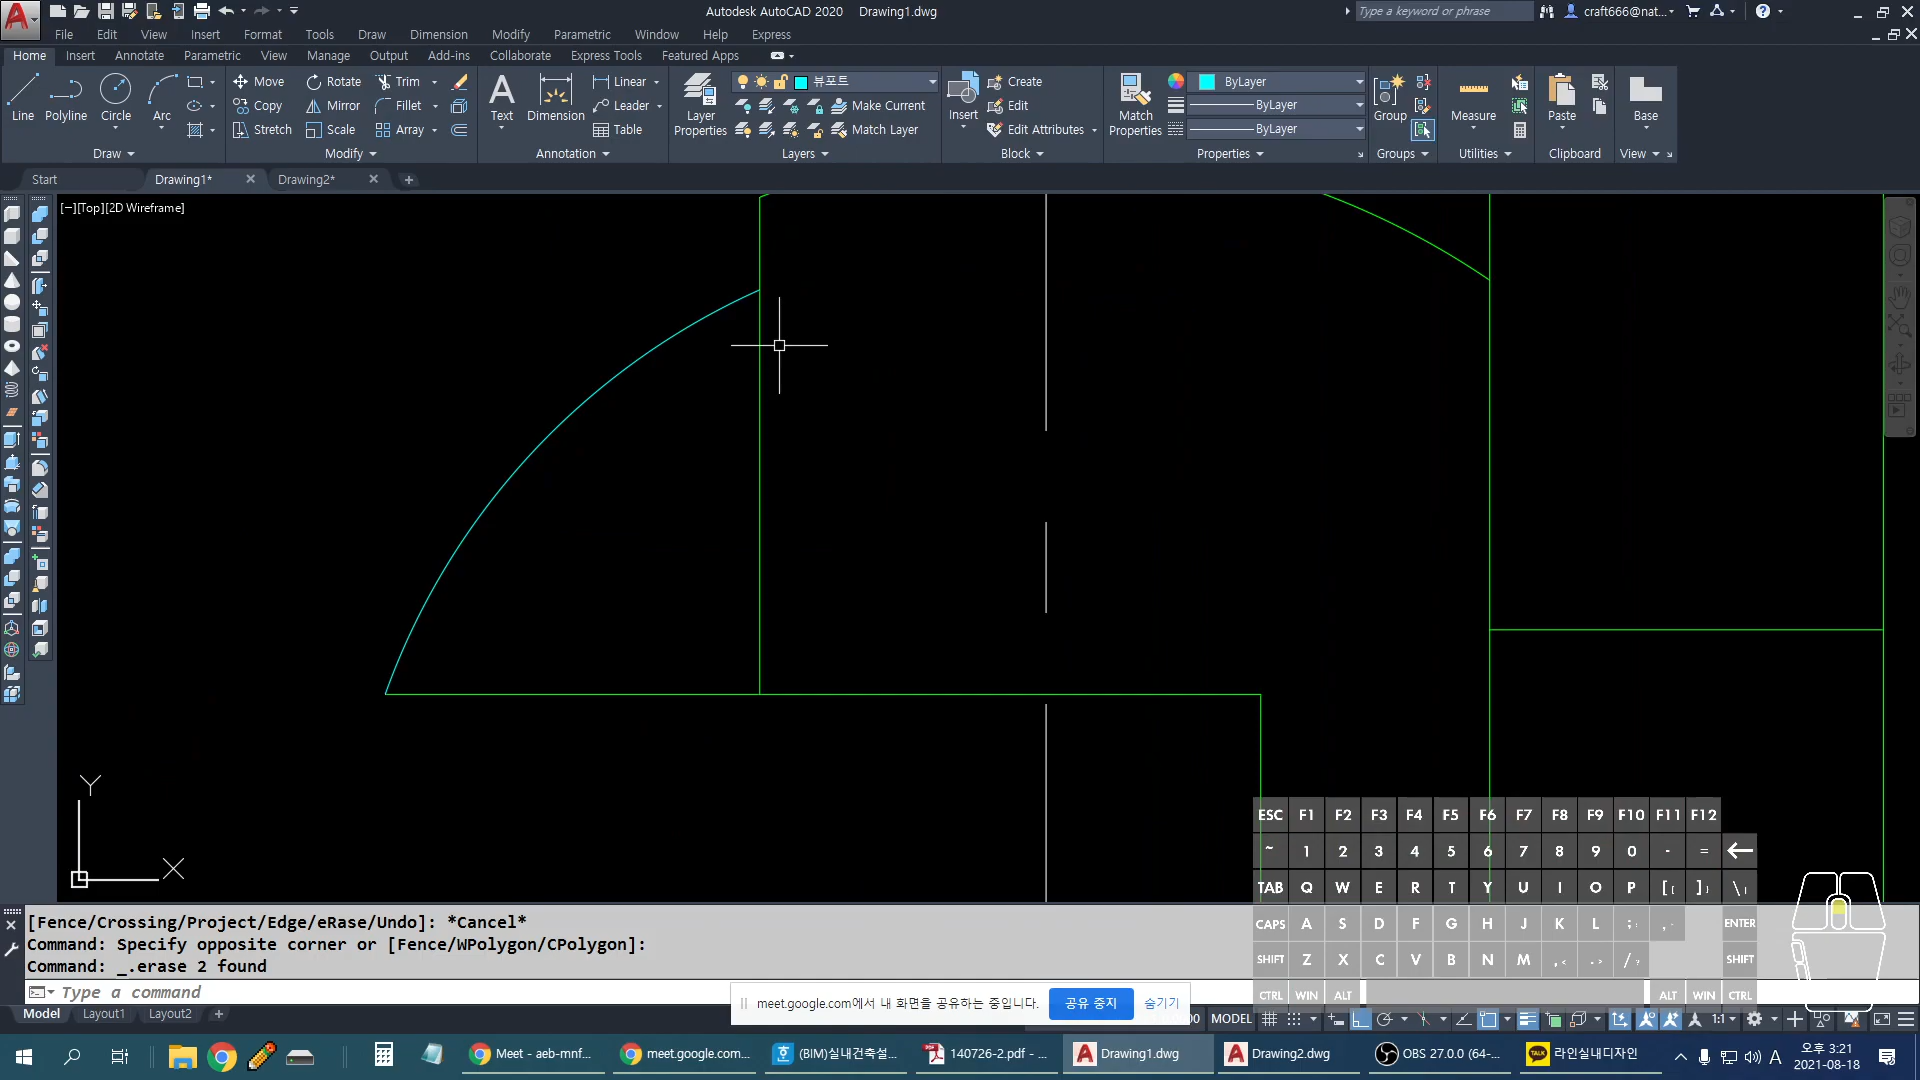 Autodesk AutoCAD 2020 Drawing1.dwg
Type a keyword or phrase
craft666@nat...
File Edit View Insert Format Tools Draw Dimension Modify Parametric Window Help Express
Home Insert Annotate Parametric View Manage Output Add-ins Collaborate Express Tools Featured Apps
Line Polyline Circle Arc
Move Rotate Trim
Copy Mirror Fillet
Stretch Scale Array
Text Dimension
Linear
Leader
Table
Layer Properties
뷰포트
Make Current
Match Layer
Insert
Create
Edit
Edit Attributes
Match Properties
ByLayer
ByLayer
ByLayer
Group
Measure
Paste
Base
Draw Modify Annotation Layers Block Properties Groups Utilities Clipboard View
Start Drawing1* Drawing2*
[−][Top][2D Wireframe]
Y
X
ESC F1 F2 F3 F4 F5 F6 F7 F8 F9 F10 F11 F12
~ 1 2 3 4 5 6 7 8 9 0 - =
TAB Q W E R T Y U I O P [{ ]} \|
CAPS A S D F G H J K L ;: ENTER
SHIFT Z X C V B N M ,< .> /? SHIFT
CTRL WIN ALT ALT WIN CTRL
[Fence/Crossing/Project/Edge/eRase/Undo]: *Cancel*
Command: Specify opposite corner or [Fence/WPolygon/CPolygon]:
Command: _.erase 2 found
Type a command
meet.google.com에서 내 화면을 공유하는 중입니다. 공유 중지 숨기기
Model Layout1 Layout2
MODEL 1:1
Meet - aeb-mnf... meet.google.com... (BIM)실내건축설... 140726-2.pdf - ... Drawing1.dwg Drawing2.dwg OBS 27.0.0 (64-... 라인실내디자인
A
오후 3:21
2021-08-18